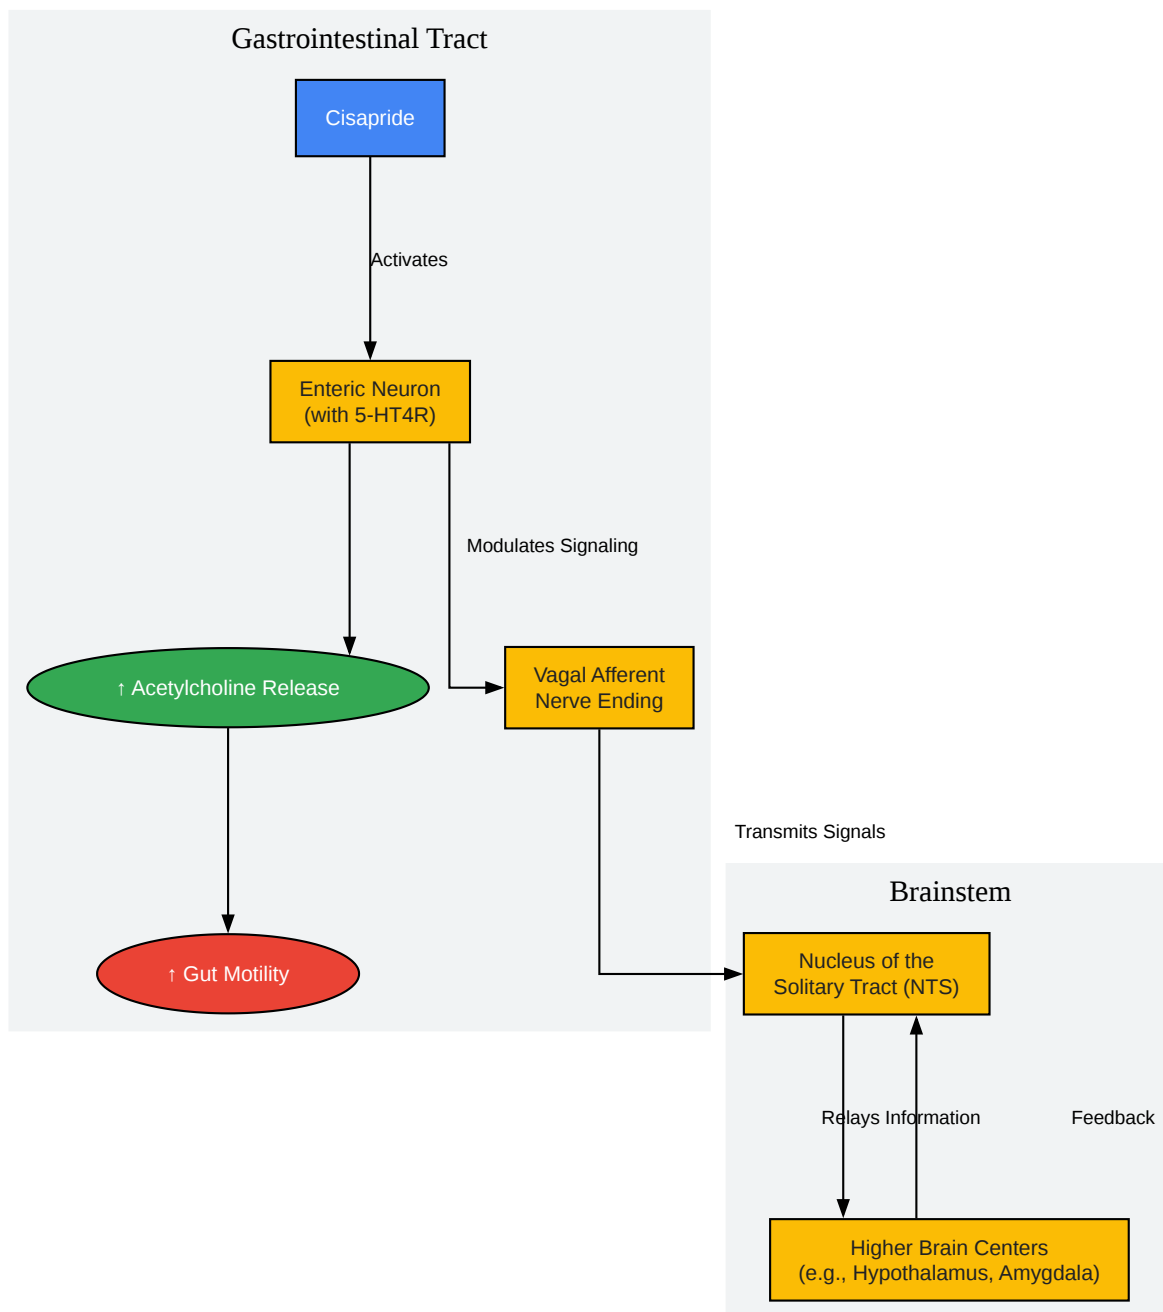 Gastrointestinal Tract
Cisapride
Activates
Enteric Neuron
(with 5-HT4R)
Modulates Signaling
↑ Acetylcholine Release
Vagal Afferent
Nerve Ending
Transmits Signals
Brainstem
↑ Gut Motility
Nucleus of the
Solitary Tract (NTS)
Relays Information
Feedback
Higher Brain Centers
(e.g., Hypothalamus, Amygdala)